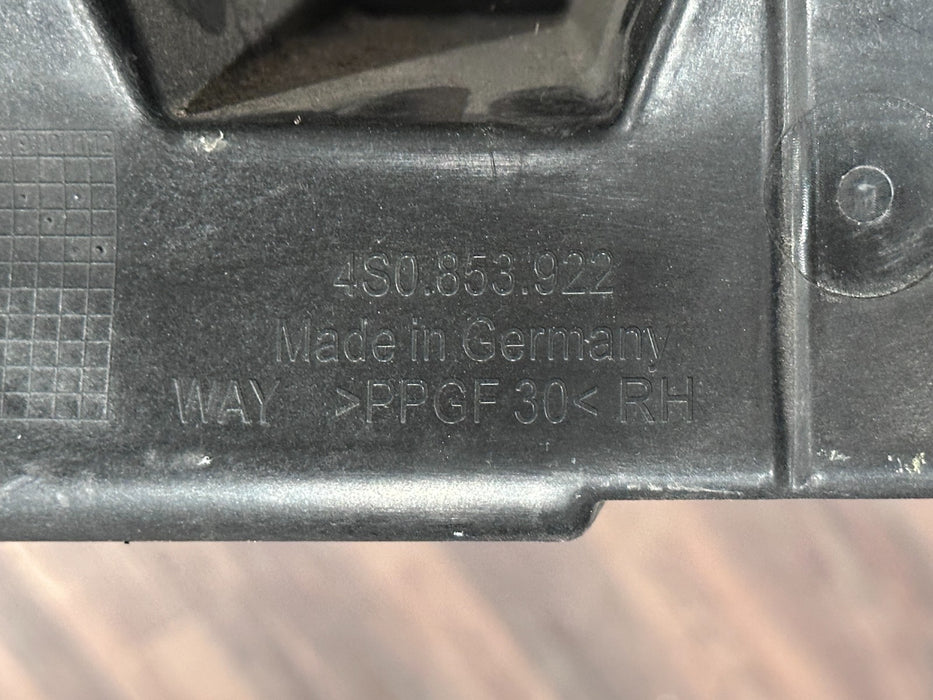 4S0.853.922
Made in Germany
WAY >PPGF 30< RH